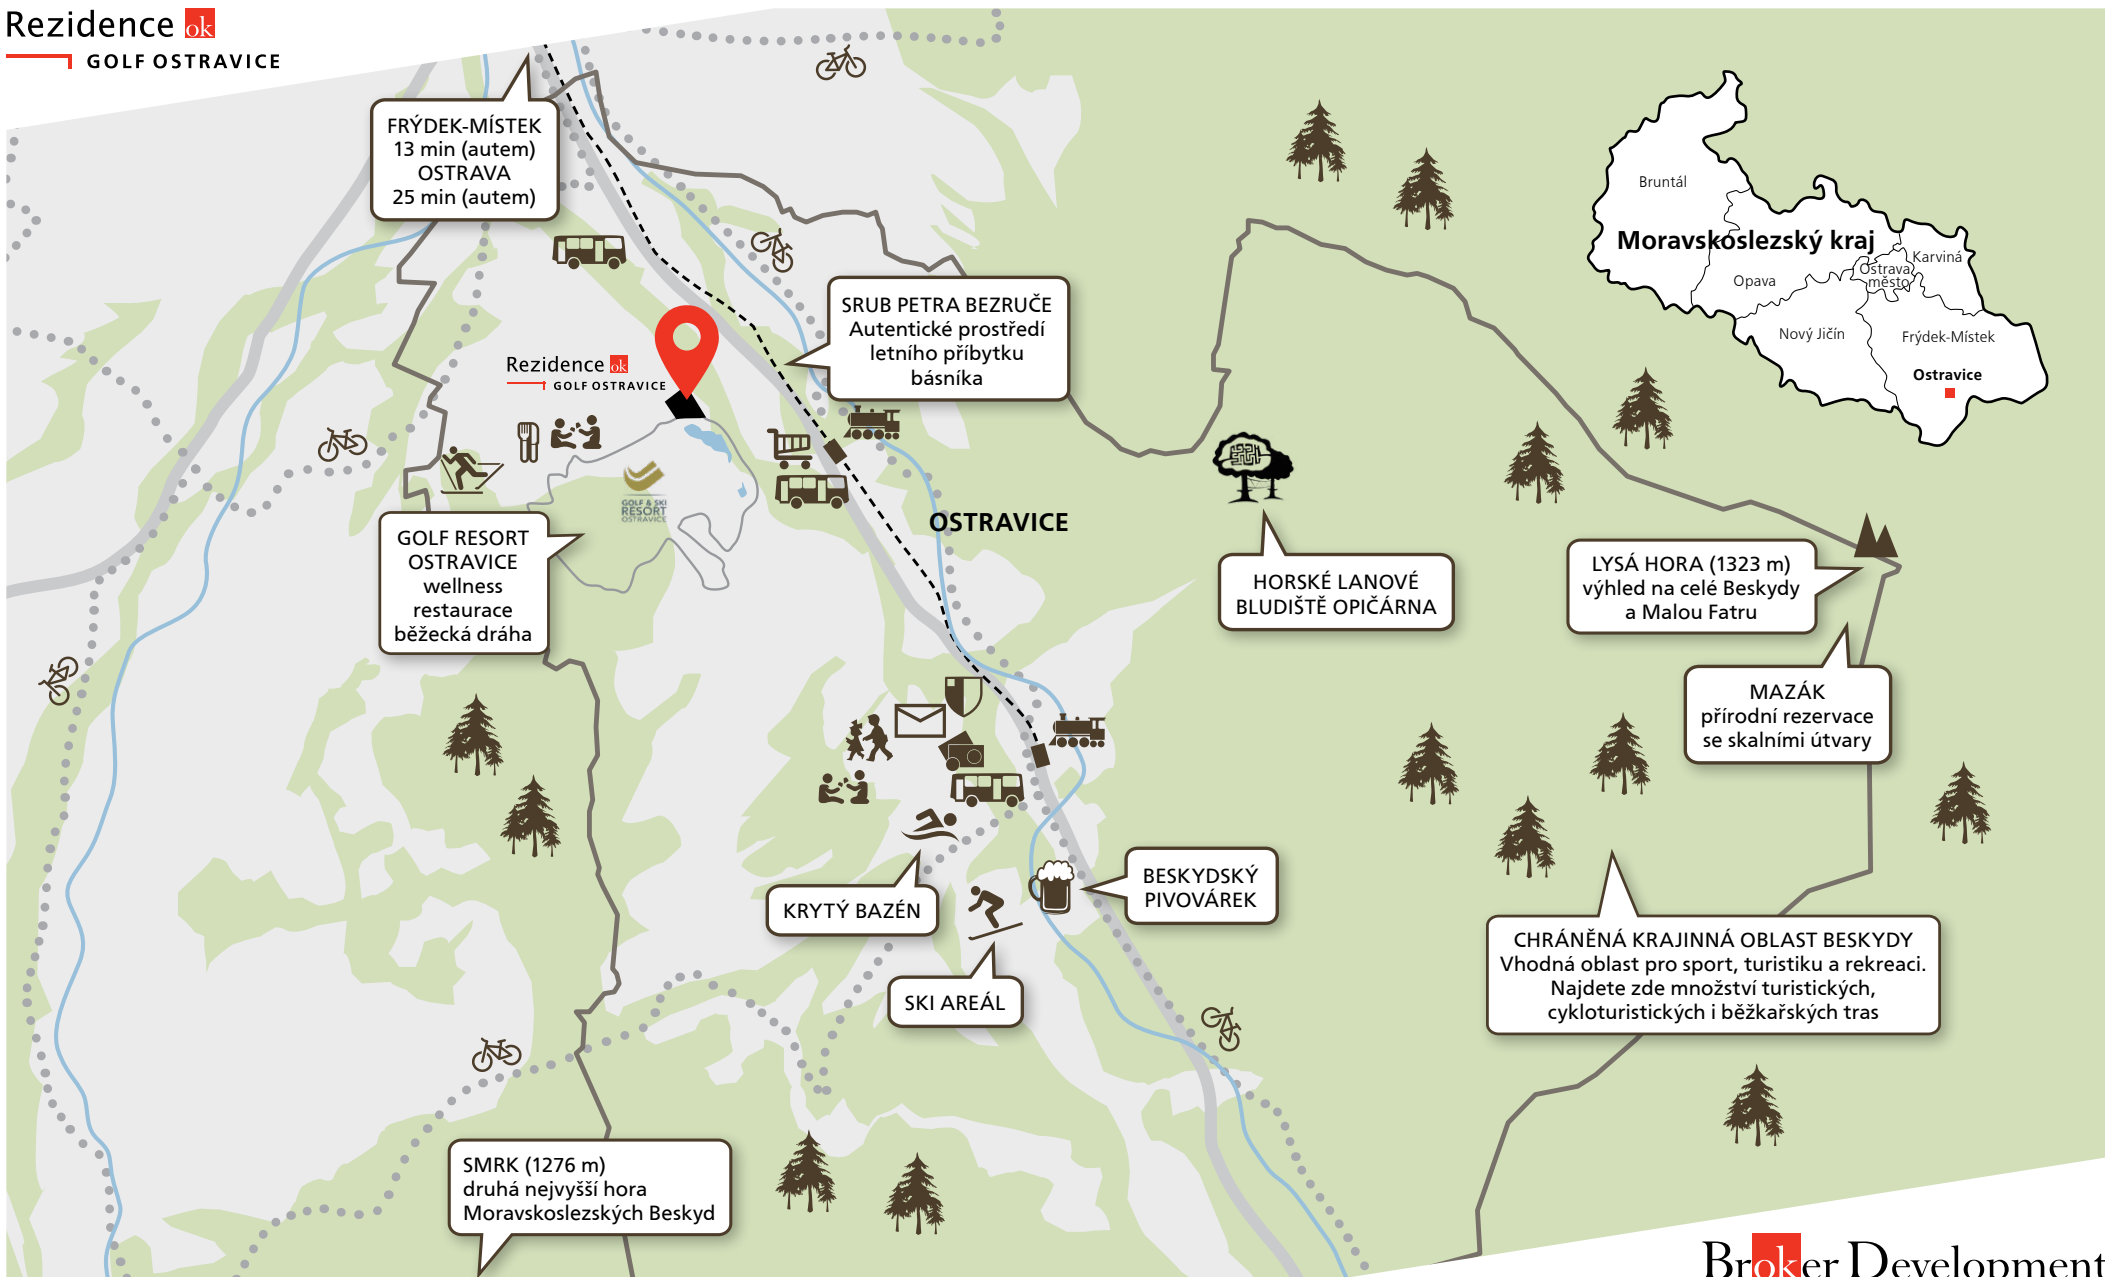 Rezidence ok
GOLF OSTRAVICE
FRÝDEK-MÍSTEK
13 min (autem)
OSTRAVA
25 min (autem)
SRUB PETRA BEZRUČE
Autentické prostředí
letního příbytku
básníka
Rezidence ok
GOLF OSTRAVICE
GOLF & SKI
RESORT
OSTRAVICE
GOLF RESORT
OSTRAVICE
wellness
restaurace
běžecká dráha
OSTRAVICE
HORSKÉ LANOVÉ
BLUDIŠTĚ OPIČÁRNA
Bruntál
Moravskoslezský kraj
Karviná
Ostrava
město
Opava
Nový Jičín
Frýdek-Místek
Ostravice
LYSÁ HORA (1323 m)
výhled na celé Beskydy
a Malou Fatru
MAZÁK
přírodní rezervace
se skalními útvary
KRYTÝ BAZÉN
BESKYDSKÝ
PIVOVÁREK
SKI AREÁL
CHRÁNĚNÁ KRAJINNÁ OBLAST BESKYDY
Vhodná oblast pro sport, turistiku a rekreaci.
Najdete zde množství turistických,
cykloturistických i běžkařských tras
SMRK (1276 m)
druhá nejvyšší hora
Moravskoslezských Beskyd
Broker Development